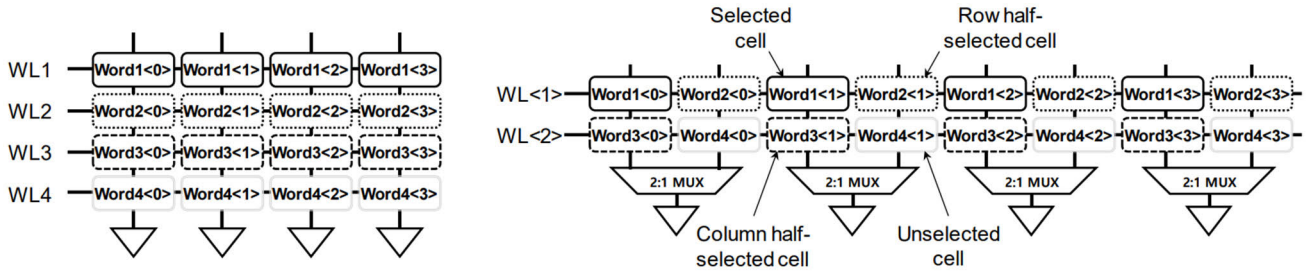 WL1 Word1<0> Word1<1> Word1<2> Word1<3>
WL2 Word2<0> Word2<1> Word2<2> Word2<3>
WL3 Word3<0> Word3<1> Word3<2> Word3<3>
WL4 Word4<0> Word4<1> Word4<2> Word4<3>
Selected
cell
Row half-
selected cell
WL<1> Word1<0> Word2<0> Word1<1> Word2<1> Word1<2> Word2<2> Word1<3> Word2<3>
WL<2> Word3<0> Word4<0> Word3<1> Word4<1> Word3<2> Word4<2> Word3<3> Word4<3>
2:1 MUX 2:1 MUX 2:1 MUX 2:1 MUX
Column half-
selected cell
Unselected
cell